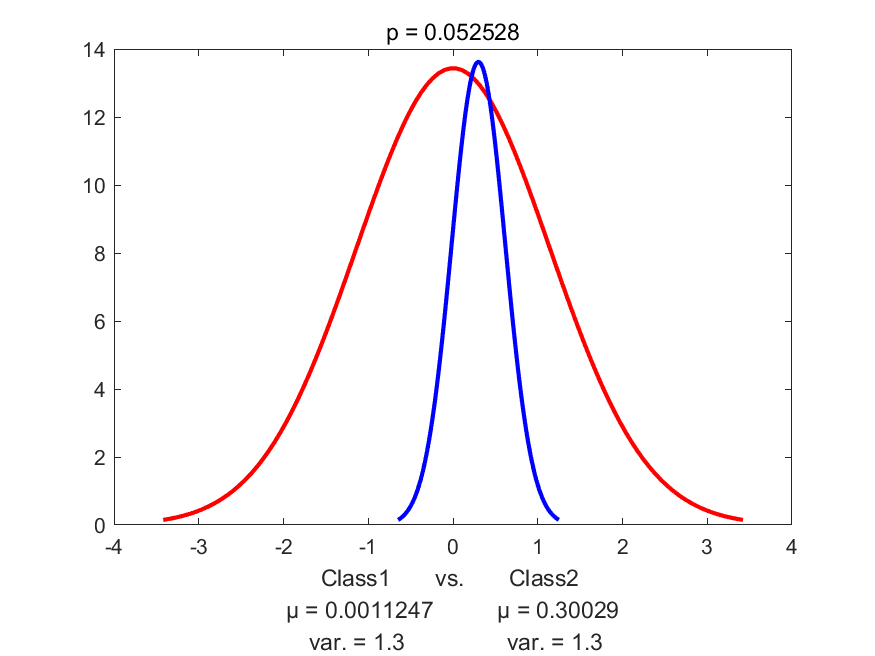 p = 0.052528
14
12
10
8
6
4
2
0
-4 -3 -2 -1 0 1 2 3 4
Class1 vs. Class2
μ = 0.0011247 μ = 0.30029
var. = 1.3 var. = 1.3